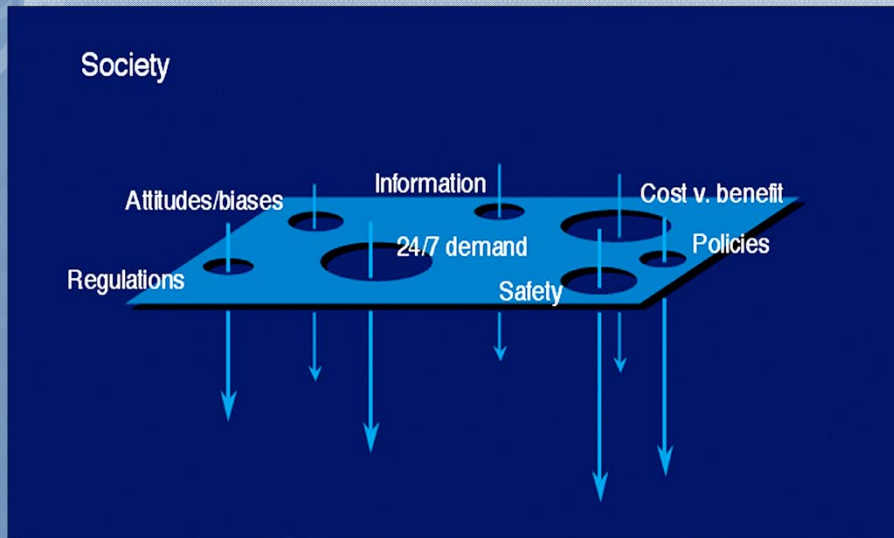 Society
Information
Attitudes/biases
Cost v. benefit
24/7 demand
Policies
Regulations
Safety